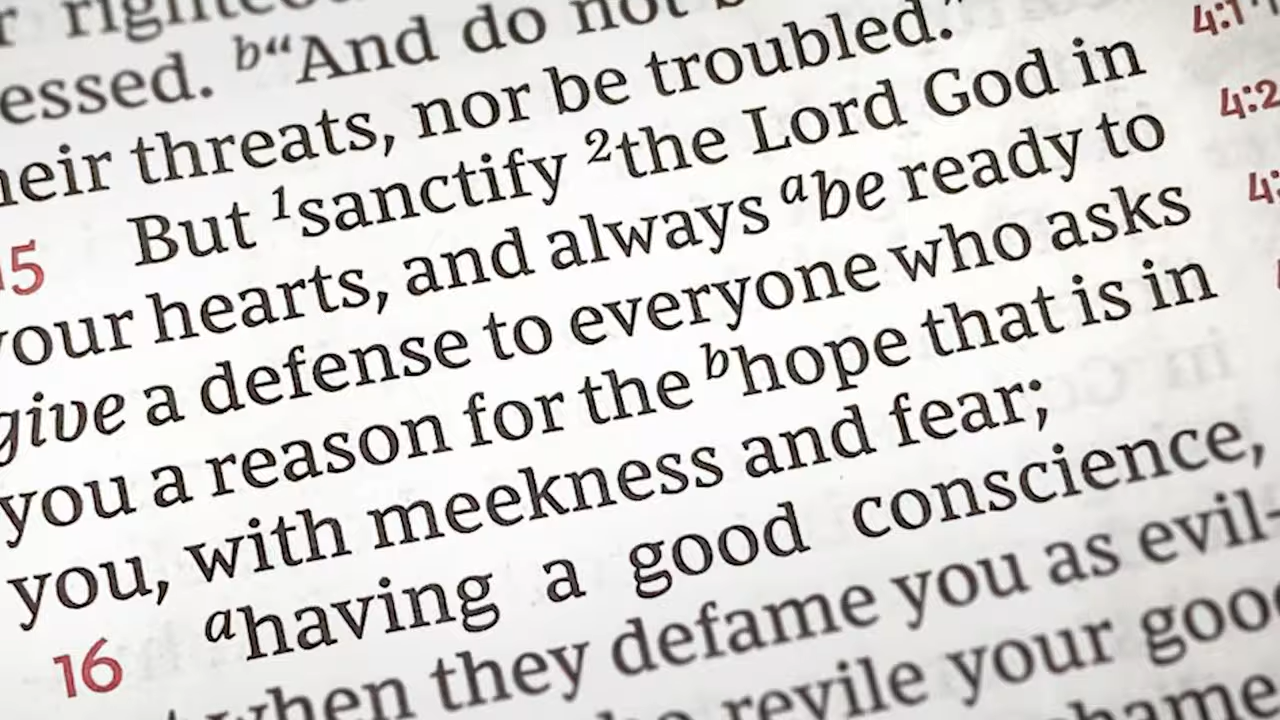 righteou
essed. b“And do not
heir threats, nor be troubled.”
15 But 1sanctify 2the Lord God in
your hearts, and always abe ready to
give a defense to everyone who asks
you a reason for the bhope that is in
you, with meekness and fear;
16 ahaving a good conscience,
when they defame you as evil-
revile your good
4:1
4:2
4: